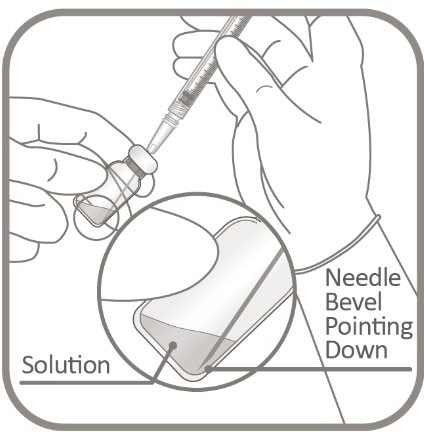 Needle
Bevel
Pointing
Down
Solution